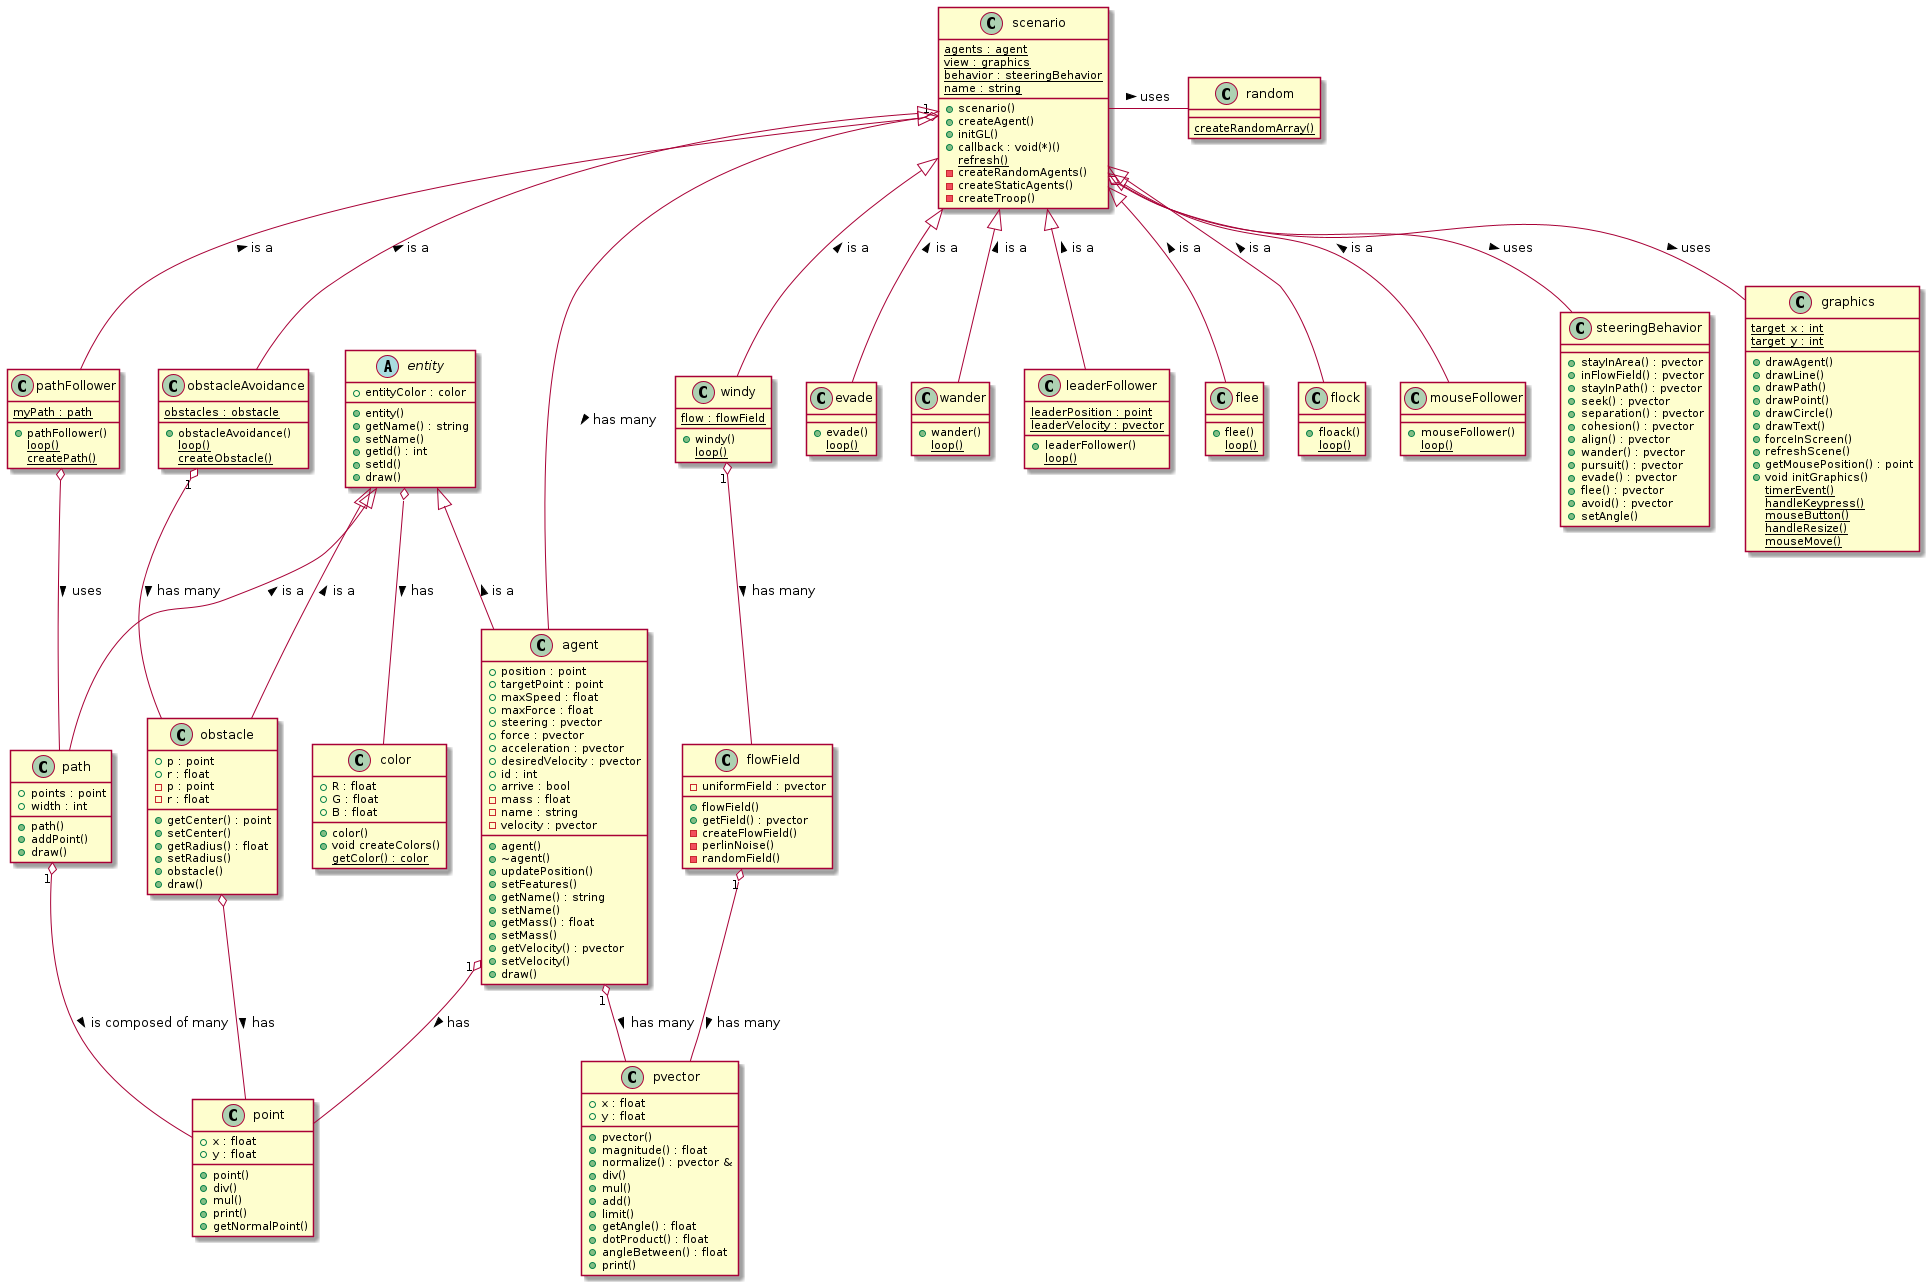 C scenario
agents : agent
view : graphics
behavior : steeringBehavior
name : string
scenario()
createAgent()
initGL()
callback : void(*)()
refresh()
createRandomAgents()
createStaticAgents()
createTroop()
1
uses
C random
createRandomArray()
is a
is a
is a
is a
is a
is a
is a
is a
is a
uses
uses
C graphics
target_x : int
target_y : int
drawAgent()
drawLine()
drawPath()
drawPoint()
drawCircle()
drawText()
forceInScreen()
refreshScene()
getMousePosition() : point
void initGraphics()
timerEvent()
handleKeypress()
mouseButton()
handleResize()
mouseMove()
C steeringBehavior
stayInArea() : pvector
inFlowField() : pvector
stayInPath() : pvector
seek() : pvector
separation() : pvector
cohesion() : pvector
align() : pvector
wander() : pvector
pursuit() : pvector
evade() : pvector
flee() : pvector
avoid() : pvector
setAngle()
C pathFollower
myPath : path
pathFollower()
loop()
createPath()
C obstacleAvoidance
obstacles : obstacle
obstacleAvoidance()
loop()
createObstacle()
1
A entity
entityColor : color
entity()
getName() : string
setName()
getId() : int
setId()
draw()
has many
C windy
flow : flowField
windy()
loop()
1
C evade
evade()
loop()
C wander
wander()
loop()
C leaderFollower
leaderPosition : point
leaderVelocity : pvector
leaderFollower()
loop()
C flee
flee()
loop()
C flock
floack()
loop()
C mouseFollower
mouseFollower()
loop()
uses
has many
is a
is a
has
is a
has many
C path
points : point
width : int
path()
addPoint()
draw()
1
C obstacle
p : point
r : float
p : point
r : float
getCenter() : point
setCenter()
getRadius() : float
setRadius()
obstacle()
draw()
C color
R : float
G : float
B : float
color()
void createColors()
getColor() : color
C agent
position : point
targetPoint : point
maxSpeed : float
maxForce : float
steering : pvector
force : pvector
acceleration : pvector
desiredVelocity : pvector
id : int
arrive : bool
mass : float
name : string
velocity : pvector
agent()
~agent()
updatePosition()
setFeatures()
getName() : string
setName()
getMass() : float
setMass()
getVelocity() : pvector
setVelocity()
draw()
1
1
C flowField
uniformField : pvector
flowField()
getField() : pvector
createFlowField()
perlinNoise()
randomField()
1
is composed of many
has
has
has many
has many
C point
x : float
y : float
point()
div()
mul()
print()
getNormalPoint()
C pvector
x : float
y : float
pvector()
magnitude() : float
normalize() : pvector &
div()
mul()
add()
limit()
getAngle() : float
dotProduct() : float
angleBetween() : float
print()